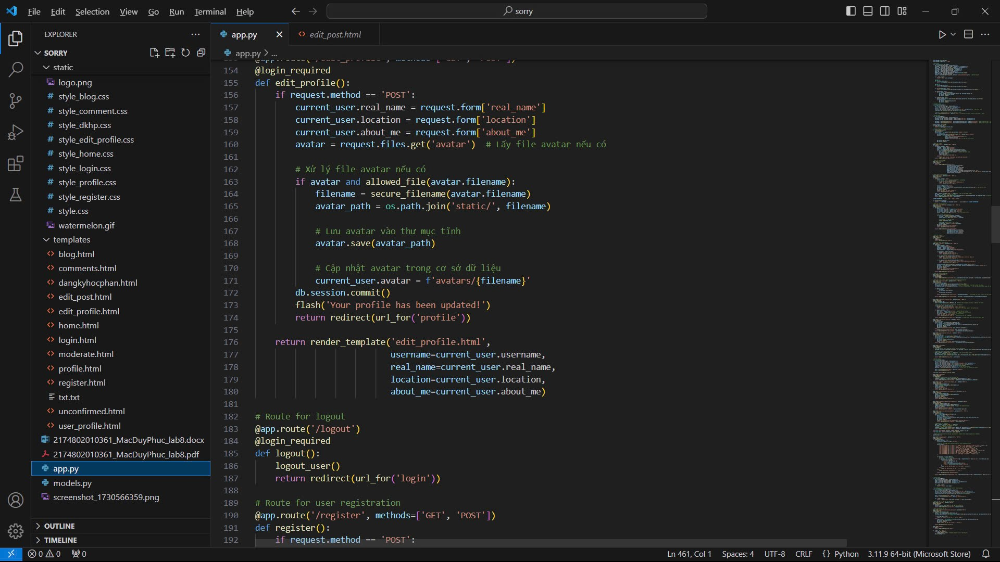 File Edit Selection View Go Run Terminal Help
sorry
EXPLORER
SORRY
static
logo.png
style_blog.css
style_comment.css
style_dkhp.css
style_edit_profile.css
style_home.css
style_login.css
style_profile.css
style_register.css
style.css
watermelon.gif
templates
blog.html
comments.html
dangkyhocphan.html
edit_post.html
edit_profile.html
home.html
login.html
moderate.html
profile.html
register.html
txt.txt
unconfirmed.html
user_profile.html
2174802010361_MacDuyPhuc_lab8.docx
2174802010361_MacDuyPhuc_lab8.pdf
app.py
models.py
screenshot_1730566359.png
OUTLINE
TIMELINE
app.py edit_post.html
app.py > ...
154 @login_required
155 def edit_profile():
156 if request.method == 'POST':
157 current_user.real_name = request.form['real_name']
158 current_user.location = request.form['location']
159 current_user.about_me = request.form['about_me']
160 avatar = request.files.get('avatar') # Lấy file avatar nếu có
161
162 # Xử lý file avatar nếu có
163 if avatar and allowed_file(avatar.filename):
164 filename = secure_filename(avatar.filename)
165 avatar_path = os.path.join('static/', filename)
166
167 # Lưu avatar vào thư mục tĩnh
168 avatar.save(avatar_path)
169
170 # Cập nhật avatar trong cơ sở dữ liệu
171 current_user.avatar = f'avatars/{filename}'
172 db.session.commit()
173 flash('Your profile has been updated!')
174 return redirect(url_for('profile'))
175
176 return render_template('edit_profile.html',
177 username=current_user.username,
178 real_name=current_user.real_name,
179 location=current_user.location,
180 about_me=current_user.about_me)
181
182 # Route for logout
183 @app.route('/logout')
184 @login_required
185 def logout():
186 logout_user()
187 return redirect(url_for('login'))
188
189 # Route for user registration
190 @app.route('/register', methods=['GET', 'POST'])
191 def register():
192 if request.method == 'POST':
0 0 0 Ln 461, Col 1 Spaces: 4 UTF-8 CRLF {} Python 3.11.9 64-bit (Microsoft Store)